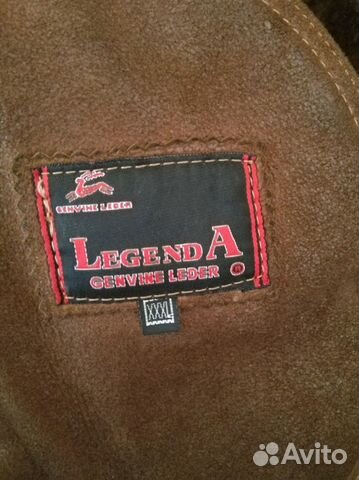 GENVINE LEDER
LEGENDA
GENVINE LEDER ®
XXXL
Avito